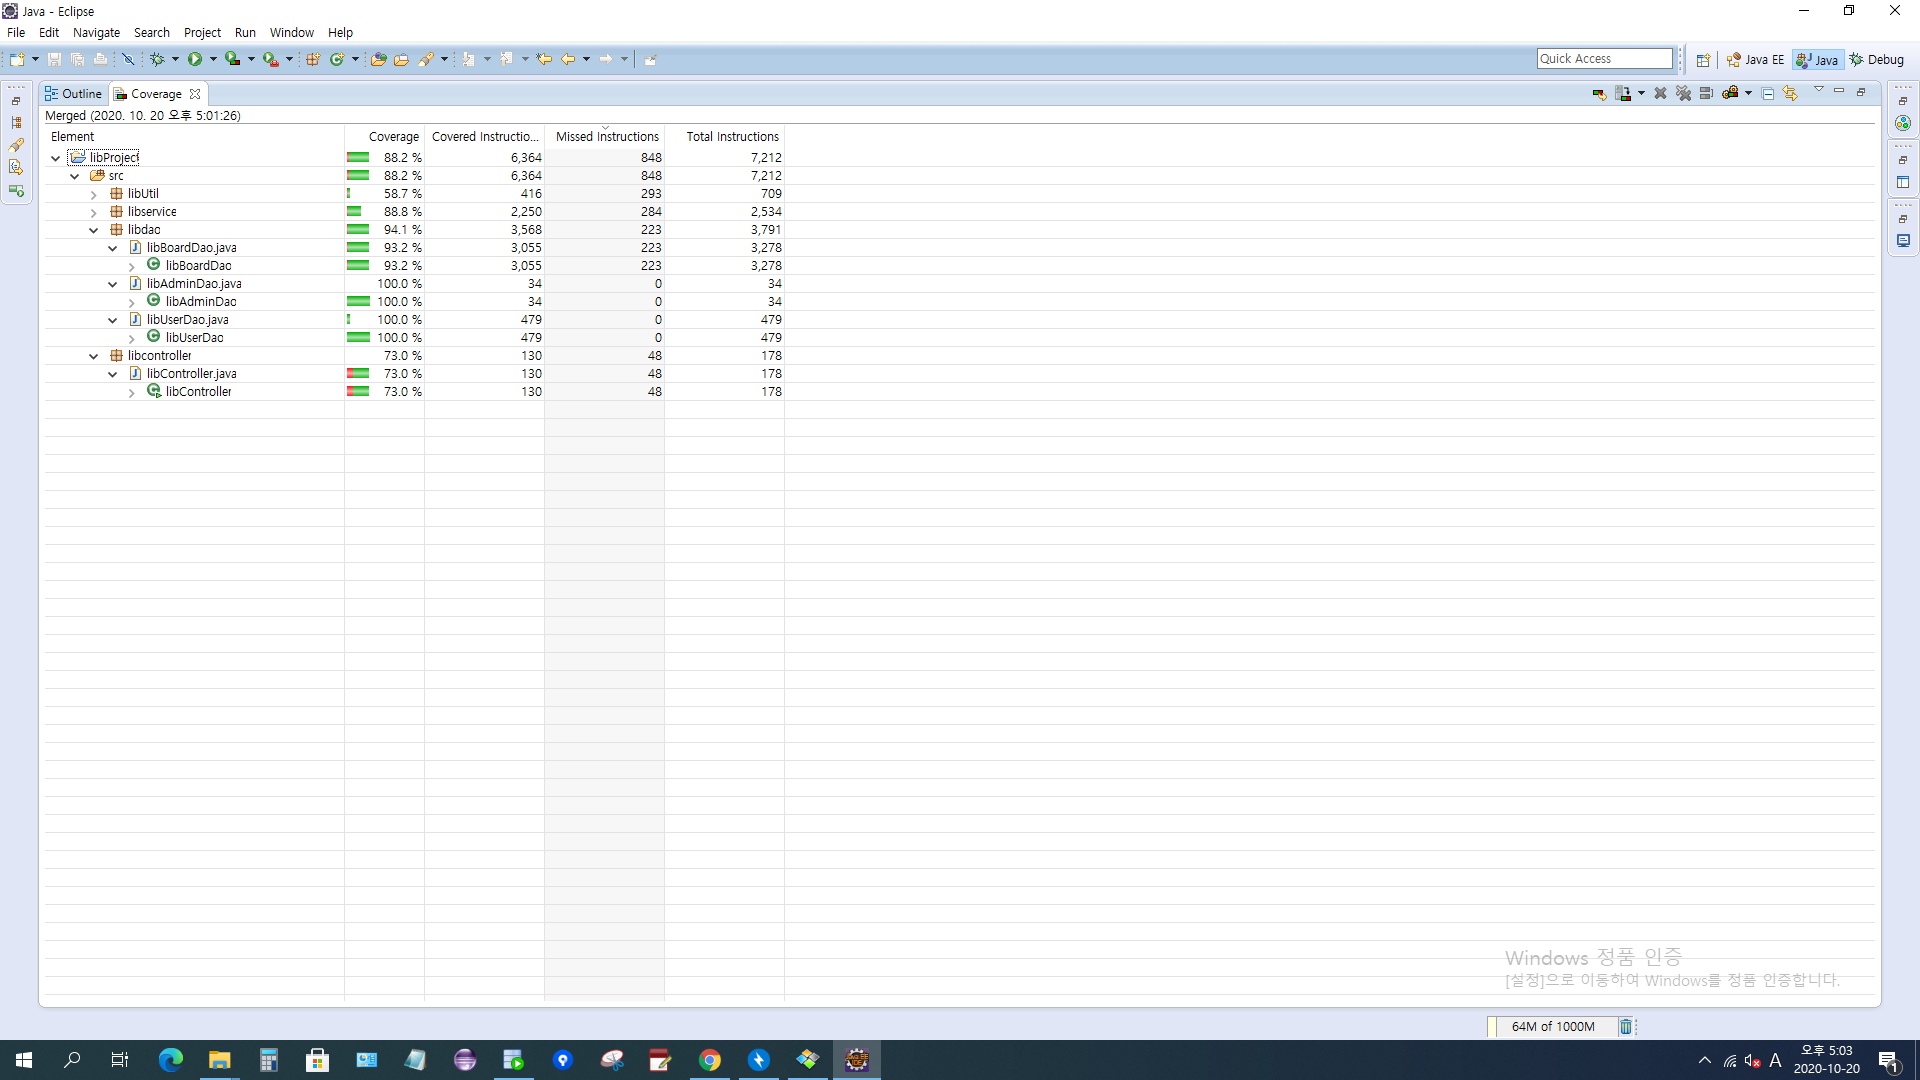 Java - Eclipse
File Edit Navigate Search Project Run Window Help
Quick Access Java EE Java Debug
Outline Coverage
Merged (2020. 10. 20 오후 5:01:26)
Element Coverage Covered Instructio... Missed Instructions Total Instructions
libProject 88.2 % 6,364 848 7,212
src 88.2 % 6,364 848 7,212
libUtil 58.7 % 416 293 709
libservice 88.8 % 2,250 284 2,534
libdao 94.1 % 3,568 223 3,791
libBoardDao.java 93.2 % 3,055 223 3,278
libBoardDao 93.2 % 3,055 223 3,278
libAdminDao.java 100.0 % 34 0 34
libAdminDao 100.0 % 34 0 34
libUserDao.java 100.0 % 479 0 479
libUserDao 100.0 % 479 0 479
libcontroller 73.0 % 130 48 178
libController.java 73.0 % 130 48 178
libController 73.0 % 130 48 178
Windows 정품 인증
[설정]으로 이동하여 Windows를 정품 인증합니다.
64M of 1000M
A 오후 5:03
2020-10-20
1